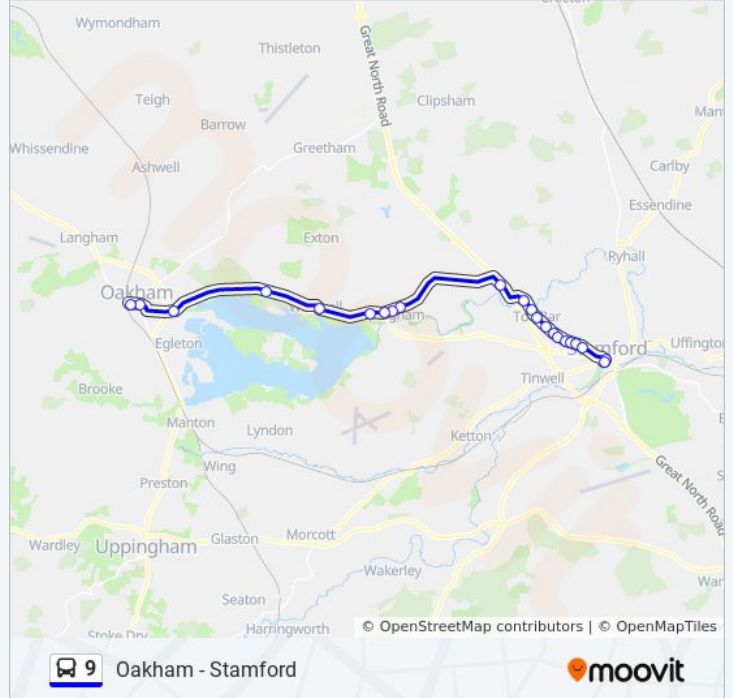 Wymondham
Thistleton
Great North Road
Teigh
Clipsham
Barrow
Whissendine
Greetham
Ashwell
Carlby
Essendine
Langham
Exton
Ryhall
Oakham
Egleton
Stamford
Tinwell
Brooke
Manton
Lyndon
Ketton
Wing
Great North Road
Preston
Glaston
Morcott
Wardley
Uppingham
Wakerley
Seaton
Harringworth
Stoke Dry
© OpenStreetMap contributors | © OpenMapTiles
9 Oakham - Stamford
moovit